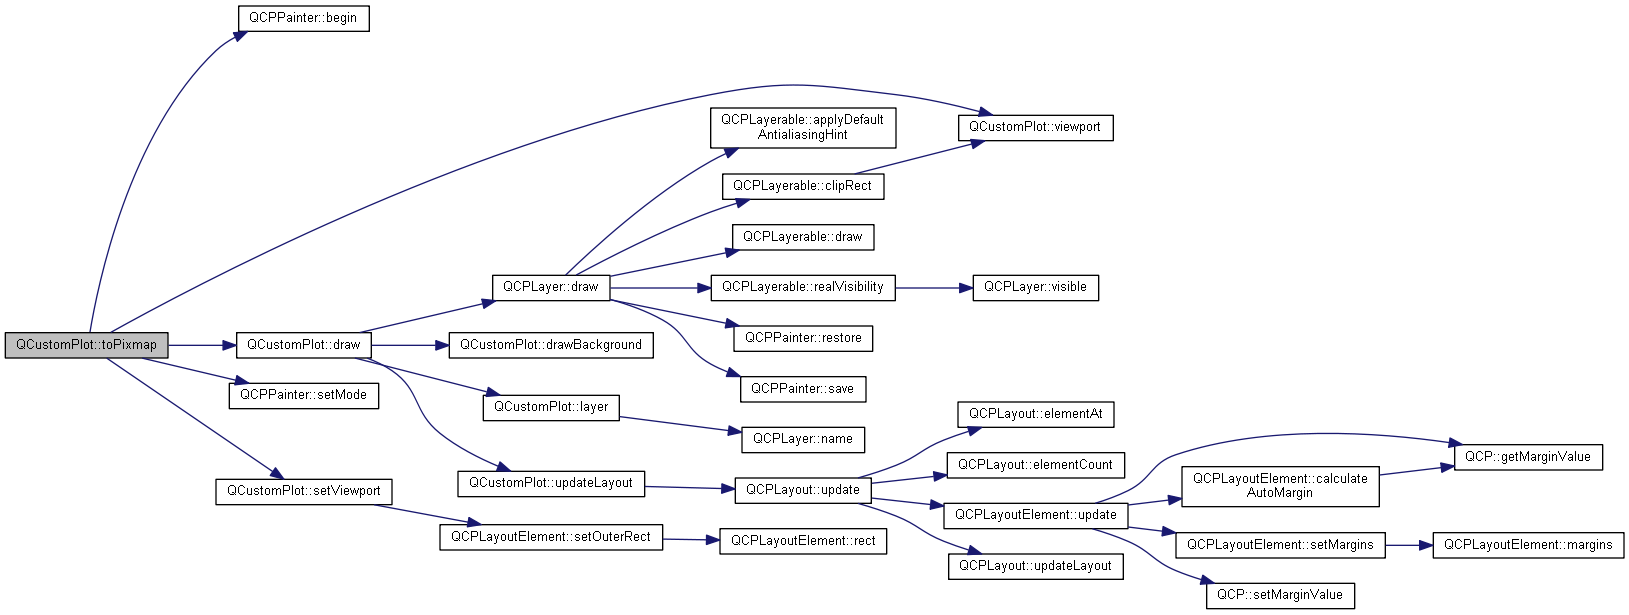 QCPPainter::begin
QCPLayerable::applyDefault
AntialiasingHint
QCustomPlot::viewport
QCPLayerable::clipRect
QCPLayerable::draw
QCPLayer::draw
QCPLayerable::realVisibility
QCPLayer::visible
QCustomPlot::toPixmap
QCustomPlot::draw
QCustomPlot::drawBackground
QCPPainter::restore
QCPPainter::setMode
QCPPainter::save
QCustomPlot::layer
QCPLayer::name
QCPLayout::elementAt
QCPLayout::elementCount
QCP::getMarginValue
QCustomPlot::setViewport
QCustomPlot::updateLayout
QCPLayout::update
QCPLayoutElement::calculate
AutoMargin
QCPLayoutElement::update
QCPLayoutElement::setOuterRect
QCPLayoutElement::rect
QCPLayoutElement::setMargins
QCPLayoutElement::margins
QCPLayout::updateLayout
QCP::setMarginValue